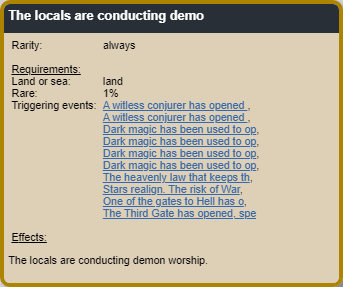 The locals are conducting demo
Rarity: always
Requirements:
Land or sea: land
Rare: 1%
Triggering events: A witless conjurer has opened ,
A witless conjurer has opened ,
Dark magic has been used to op,
Dark magic has been used to op,
Dark magic has been used to op,
Dark magic has been used to op,
The heavenly law that keeps th,
Stars realign. The risk of War,
One of the gates to Hell has o,
The Third Gate has opened, spe
Effects:
The locals are conducting demon worship.